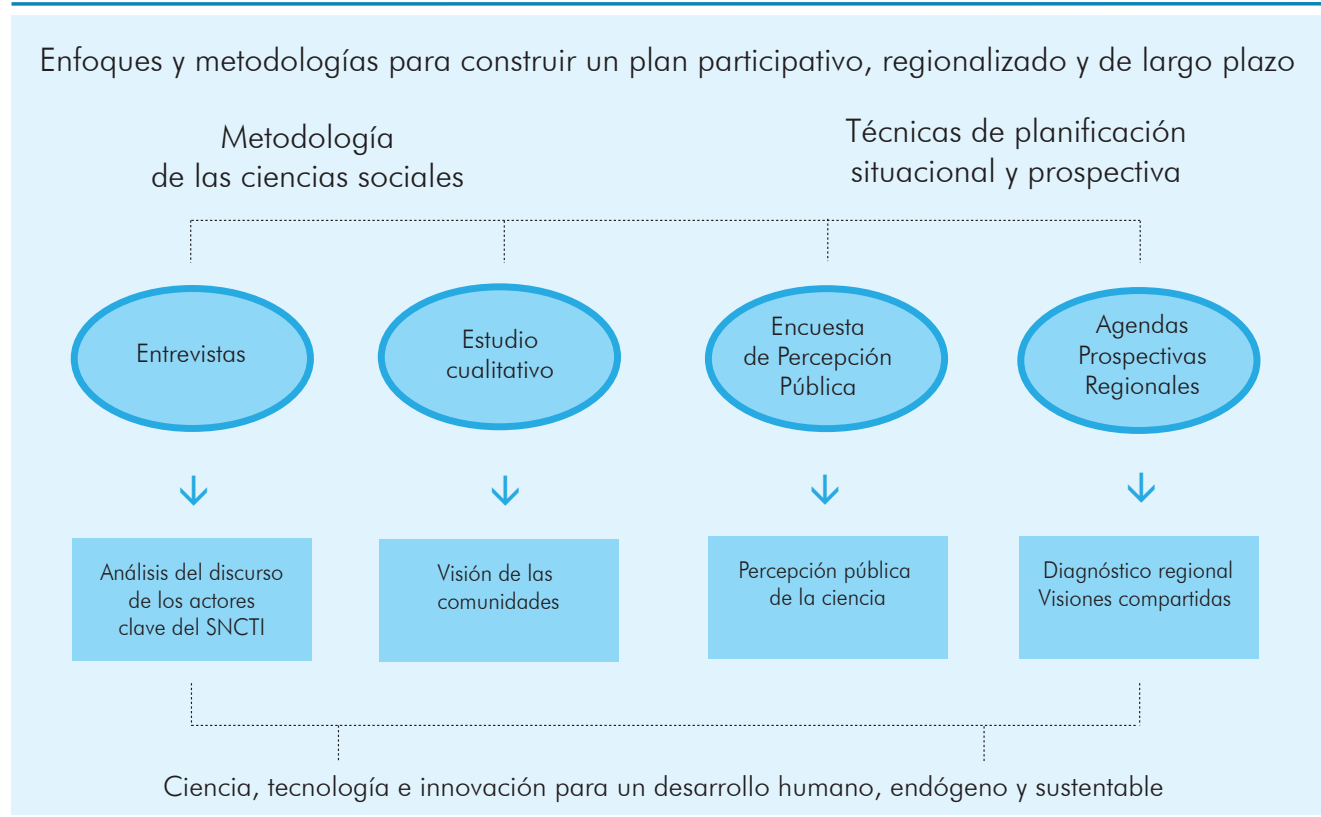 Enfoques y metodologías para construir un plan participativo, regionalizado y de largo plazo
Metodología
de las ciencias sociales
Técnicas de planificación
situacional y prospectiva
Entrevistas
Estudio
cualitativo
Encuesta
de Percepción
Pública
Agendas
Prospectivas
Regionales
Análisis del discurso
de los actores
clave del SNCTI
Visión de las
comunidades
Percepción pública
de la ciencia
Diagnóstico regional
Visiones compartidas
Ciencia, tecnología e innovación para un desarrollo humano, endógeno y sustentable